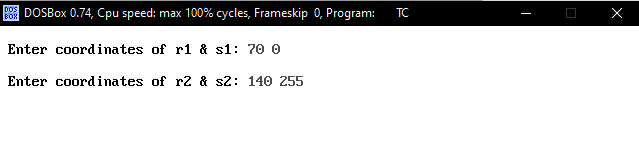 DOSBox 0.74, Cpu speed: max 100% cycles, Frameskip 0, Program: TC
Enter coordinates of r1 & s1: 70 0
Enter coordinates of r2 & s2: 140 255